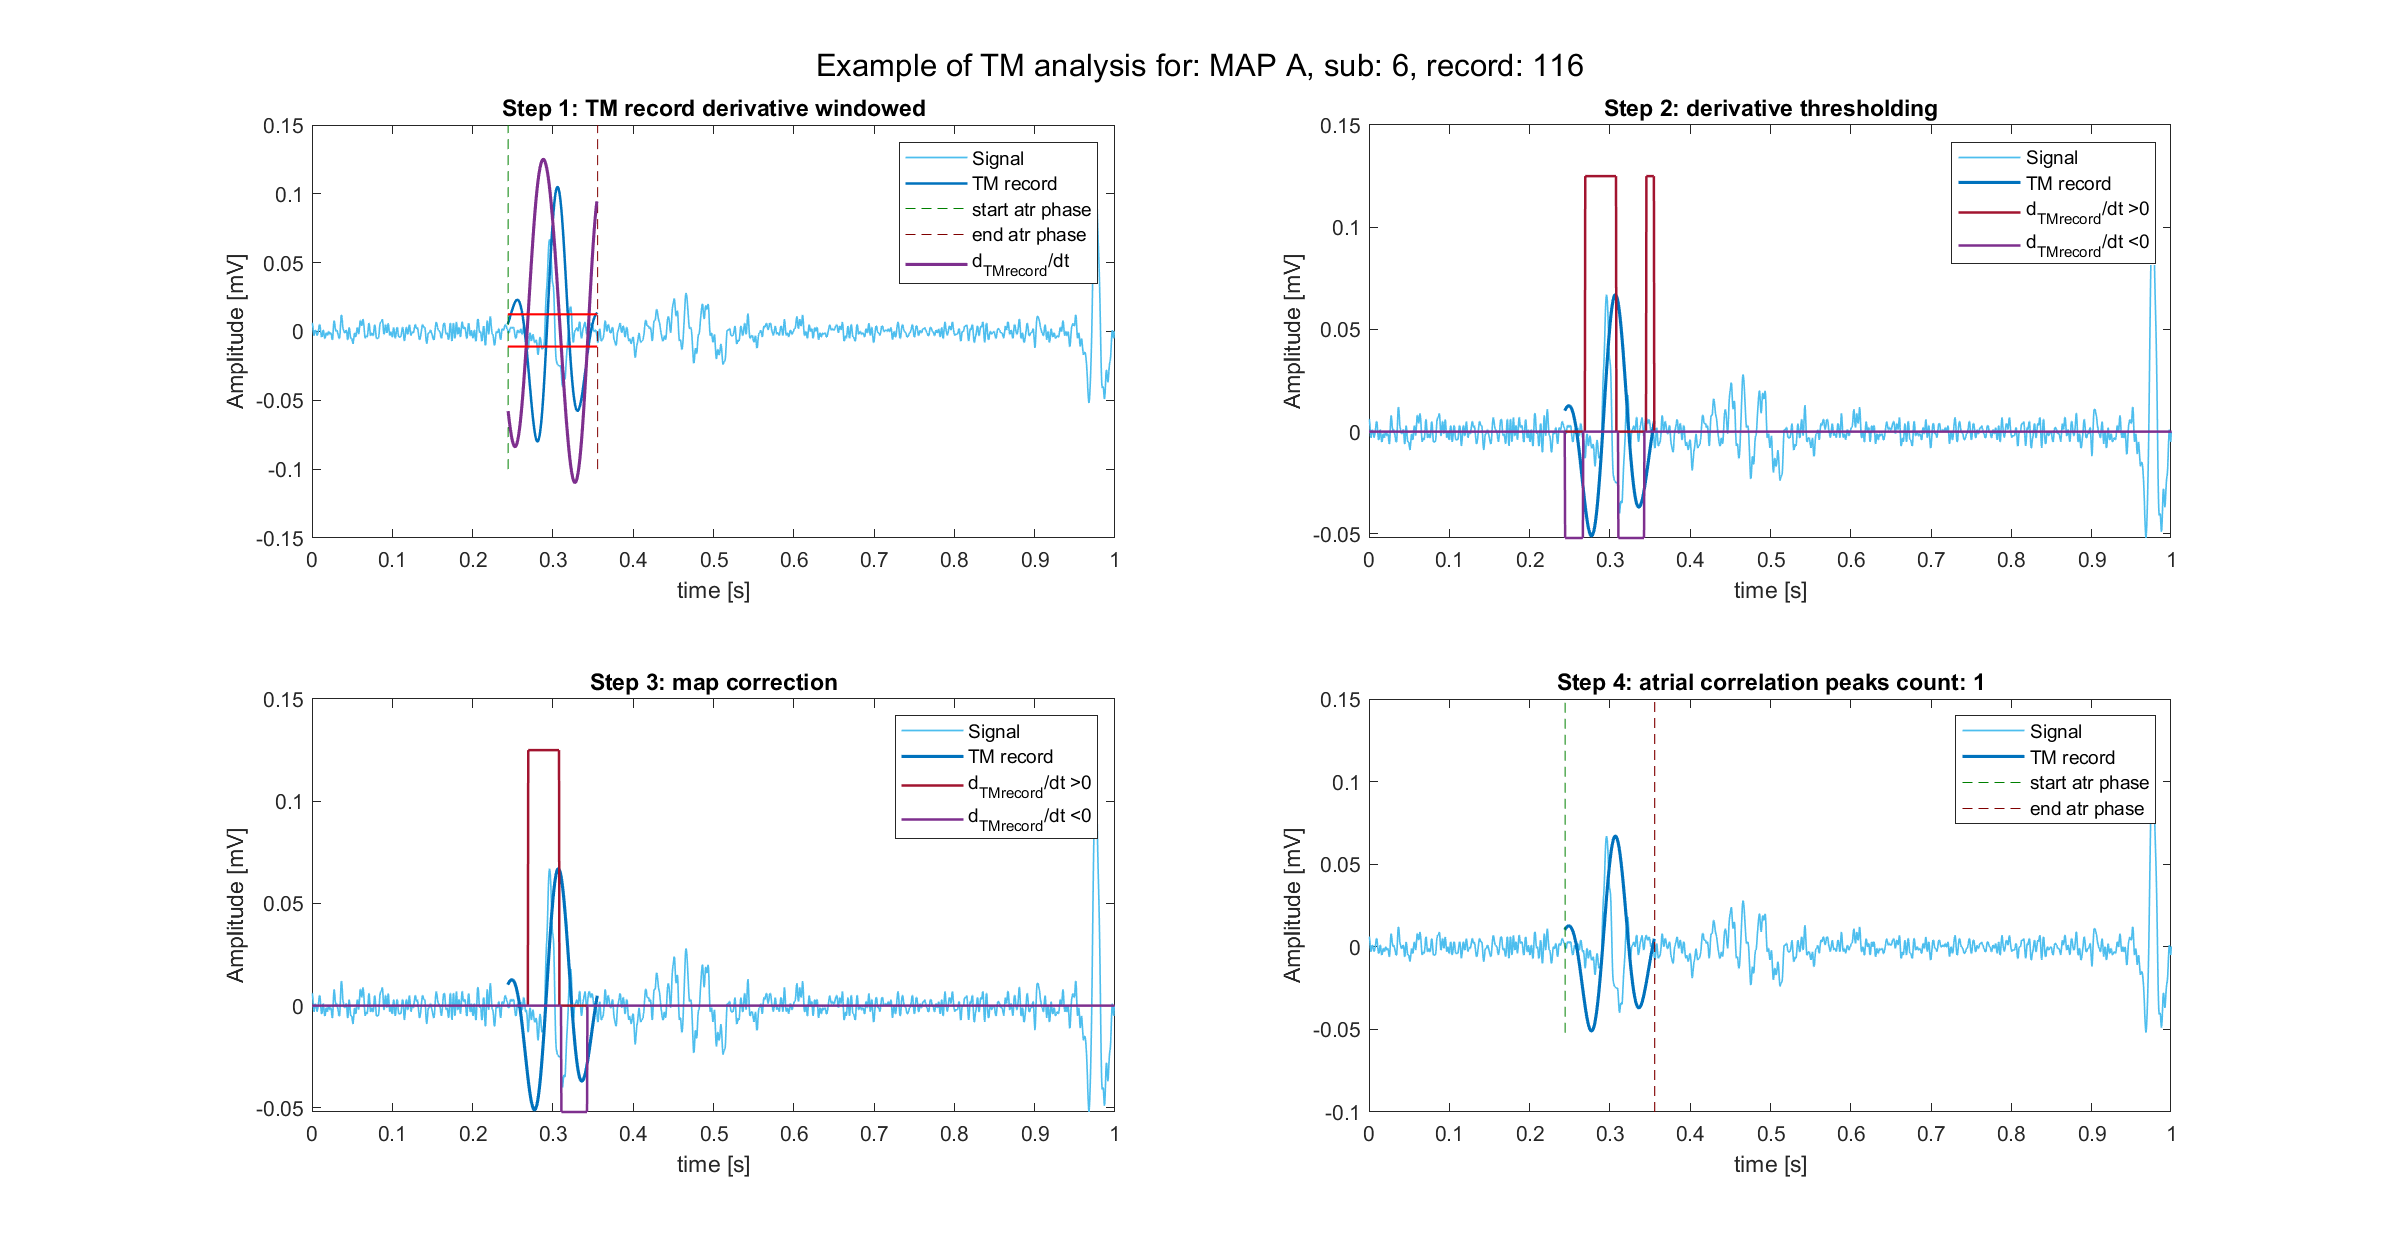 Example of TM analysis for: MAP A, sub: 6, record: 116
Step 1: TM record derivative windowed
0.15
0.1
0.05
0
-0.05
-0.1
-0.15
Amplitude [mV]
0 0.1 0.2 0.3 0.4 0.5 0.6 0.7 0.8 0.9 1
time [s]
Signal
TM record
start atr phase
end atr phase
dTMrecord/dt
Step 2: derivative thresholding
0.15
0.1
0.05
0
-0.05
Amplitude [mV]
0 0.1 0.2 0.3 0.4 0.5 0.6 0.7 0.8 0.9 1
time [s]
Signal
TM record
dTMrecord/dt >0
dTMrecord/dt <0
Step 3: map correction
0.15
0.1
0.05
0
-0.05
Amplitude [mV]
0 0.1 0.2 0.3 0.4 0.5 0.6 0.7 0.8 0.9 1
time [s]
Signal
TM record
dTMrecord/dt >0
dTMrecord/dt <0
Step 4: atrial correlation peaks count: 1
0.15
0.1
0.05
0
-0.05
-0.1
Amplitude [mV]
0 0.1 0.2 0.3 0.4 0.5 0.6 0.7 0.8 0.9 1
time [s]
Signal
TM record
start atr phase
end atr phase